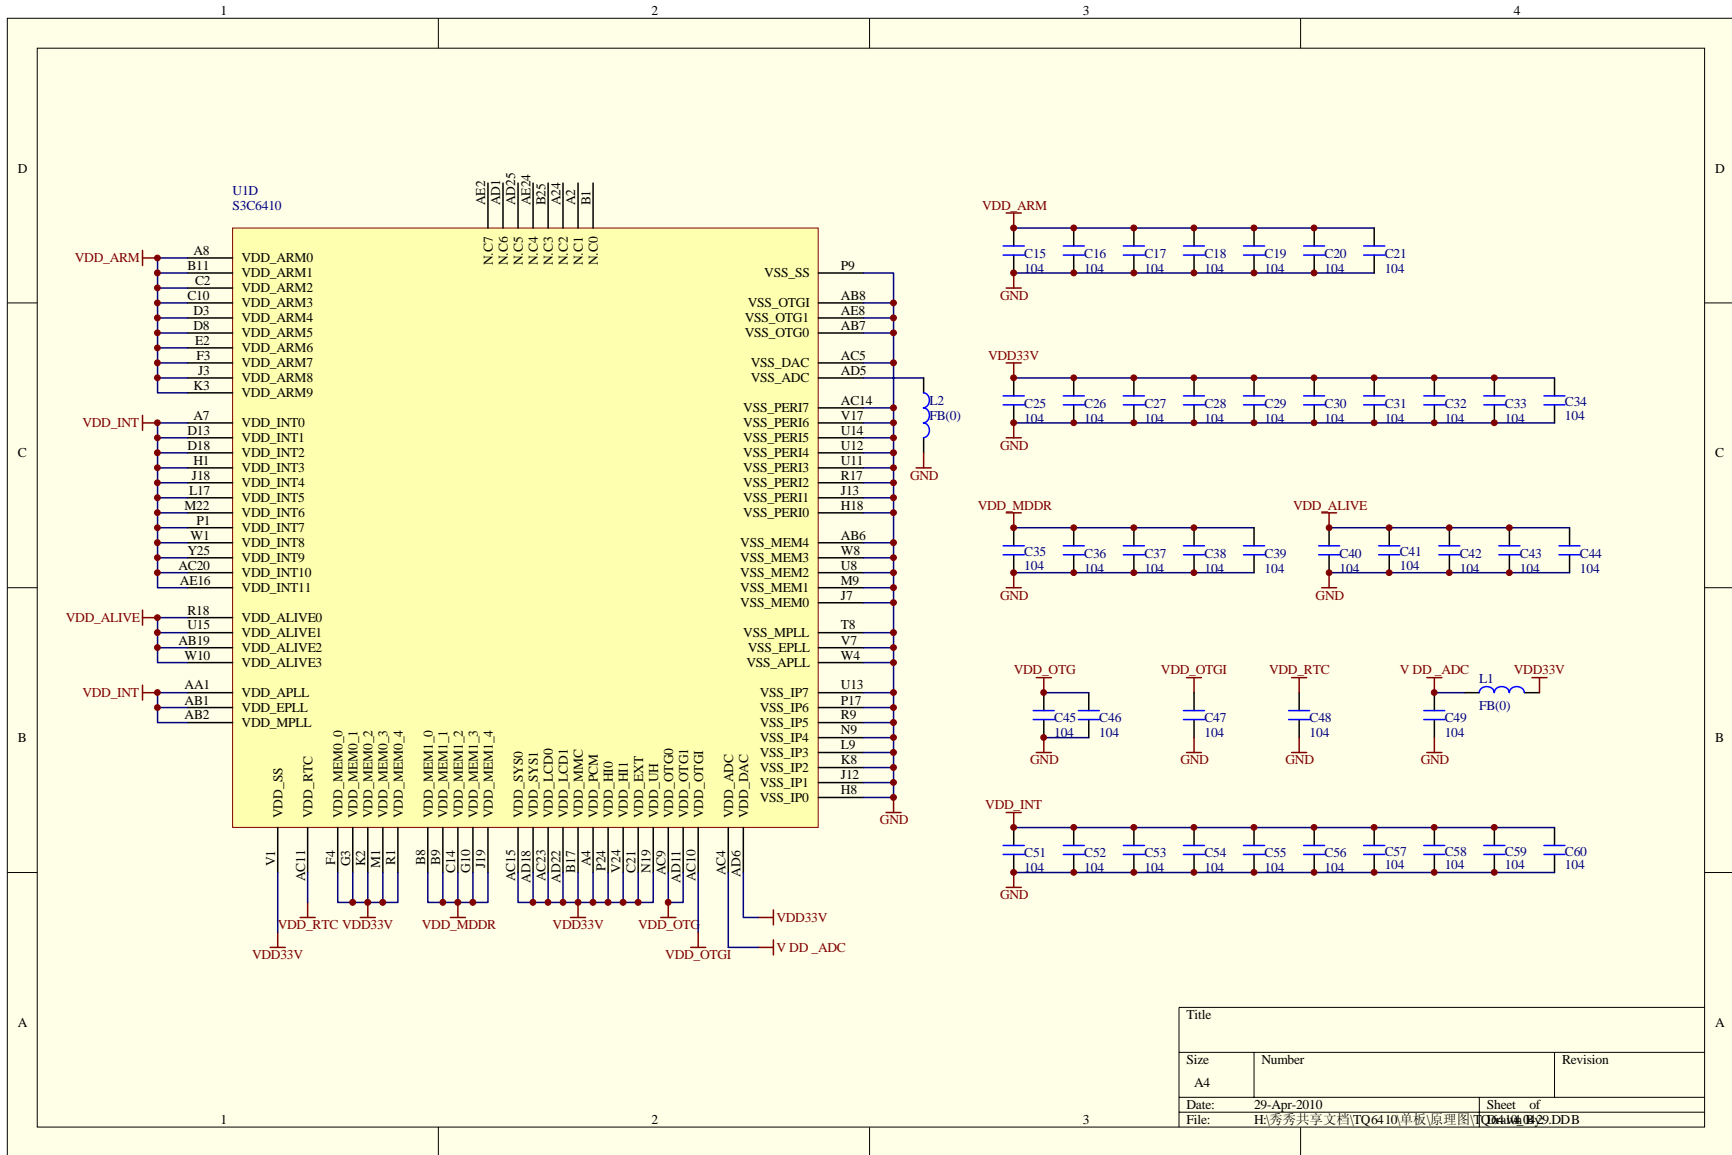 1 2 3 4
D D
C C
B B
A A
1 2 3
U1D
S3C6410
AE2 AD1 AD25 AE24 B25 A24 A2 B1
N.C7 N.C6 N.C5 N.C4 N.C3 N.C2 N.C1 N.C0
VDD_ARM
A8 VDD_ARM0
B11 VDD_ARM1
C2 VDD_ARM2
C10 VDD_ARM3
D3 VDD_ARM4
D8 VDD_ARM5
E2 VDD_ARM6
F3 VDD_ARM7
J3 VDD_ARM8
K3 VDD_ARM9
VDD_INT
A7 VDD_INT0
D13 VDD_INT1
D18 VDD_INT2
H1 VDD_INT3
J18 VDD_INT4
L17 VDD_INT5
M22 VDD_INT6
P1 VDD_INT7
W1 VDD_INT8
Y25 VDD_INT9
AC20 VDD_INT10
AE16 VDD_INT11
VDD_ALIVE
R18 VDD_ALIVE0
U15 VDD_ALIVE1
AB19 VDD_ALIVE2
W10 VDD_ALIVE3
VDD_INT
AA1 VDD_APLL
AB1 VDD_EPLL
AB2 VDD_MPLL
VSS_SS P9
VSS_OTGI AB8
VSS_OTG1 AE8
VSS_OTG0 AB7
VSS_DAC AC5
VSS_ADC AD5
VSS_PERI7 AC14
VSS_PERI6 V17
VSS_PERI5 U14
VSS_PERI4 U12
VSS_PERI3 U11
VSS_PERI2 R17
VSS_PERI1 J13
VSS_PERI0 H18
VSS_MEM4 AB6
VSS_MEM3 W8
VSS_MEM2 U8
VSS_MEM1 M9
VSS_MEM0 J7
VSS_MPLL T8
VSS_EPLL V7
VSS_APLL W4
VSS_IP7 U13
VSS_IP6 P17
VSS_IP5 R9
VSS_IP4 N9
VSS_IP3 L9
VSS_IP2 K8
VSS_IP1 J12
VSS_IP0 H8
GND
L2
FB(0)
GND
VDD_SS VDD_RTC VDD_MEM0_0 VDD_MEM0_1 VDD_MEM0_2 VDD_MEM0_3 VDD_MEM0_4 VDD_MEM1_0 VDD_MEM1_1 VDD_MEM1_2 VDD_MEM1_3 VDD_MEM1_4 VDD_SYS0 VDD_SYS1 VDD_LCD0 VDD_LCD1 VDD_MMC VDD_PCM VDD_HI0 VDD_HI1 VDD_EXT VDD_UH VDD_OTG0 VDD_OTG1 VDD_OTGI VDD_ADC VDD_DAC
V1 AC11 F4 G3 K2 M1 R1 B8 B9 C14 G10 J19 AC15 AD18 AC23 AD22 B17 A4 P24 V24 C21 N19 AC9 AD11 AC10 AC4 AD6
VDD_RTC VDD33V VDD_MDDR VDD33V VDD_OTG VDD33V
VDD33V VDD_OTGI V DD _ADC
VDD_ARM
C15 C16 C17 C18 C19 C20 C21
104 104 104 104 104 104 104
GND
VDD33V
C25 C26 C27 C28 C29 C30 C31 C32 C33 C34
104 104 104 104 104 104 104 104 104 104
GND
VDD_MDDR
C35 C36 C37 C38 C39
104 104 104 104 104
GND
VDD_ALIVE
C40 C41 C42 C43 C44
104 104 104 104 104
GND
VDD_OTG
C45 C46
104 104
GND
VDD_OTGI
C47
104
GND
VDD_RTC
C48
104
GND
V DD_ADC L1 VDD33V
FB(0)
C49
104
GND
VDD_INT
C51 C52 C53 C54 C55 C56 C57 C58 C59 C60
104 104 104 104 104 104 104 104 104 104
GND
Title
Size Number Revision
A4
Date: 29-Apr-2010 Sheet of
File: H:\秀秀共享文档\TQ6410\单板\原理图\